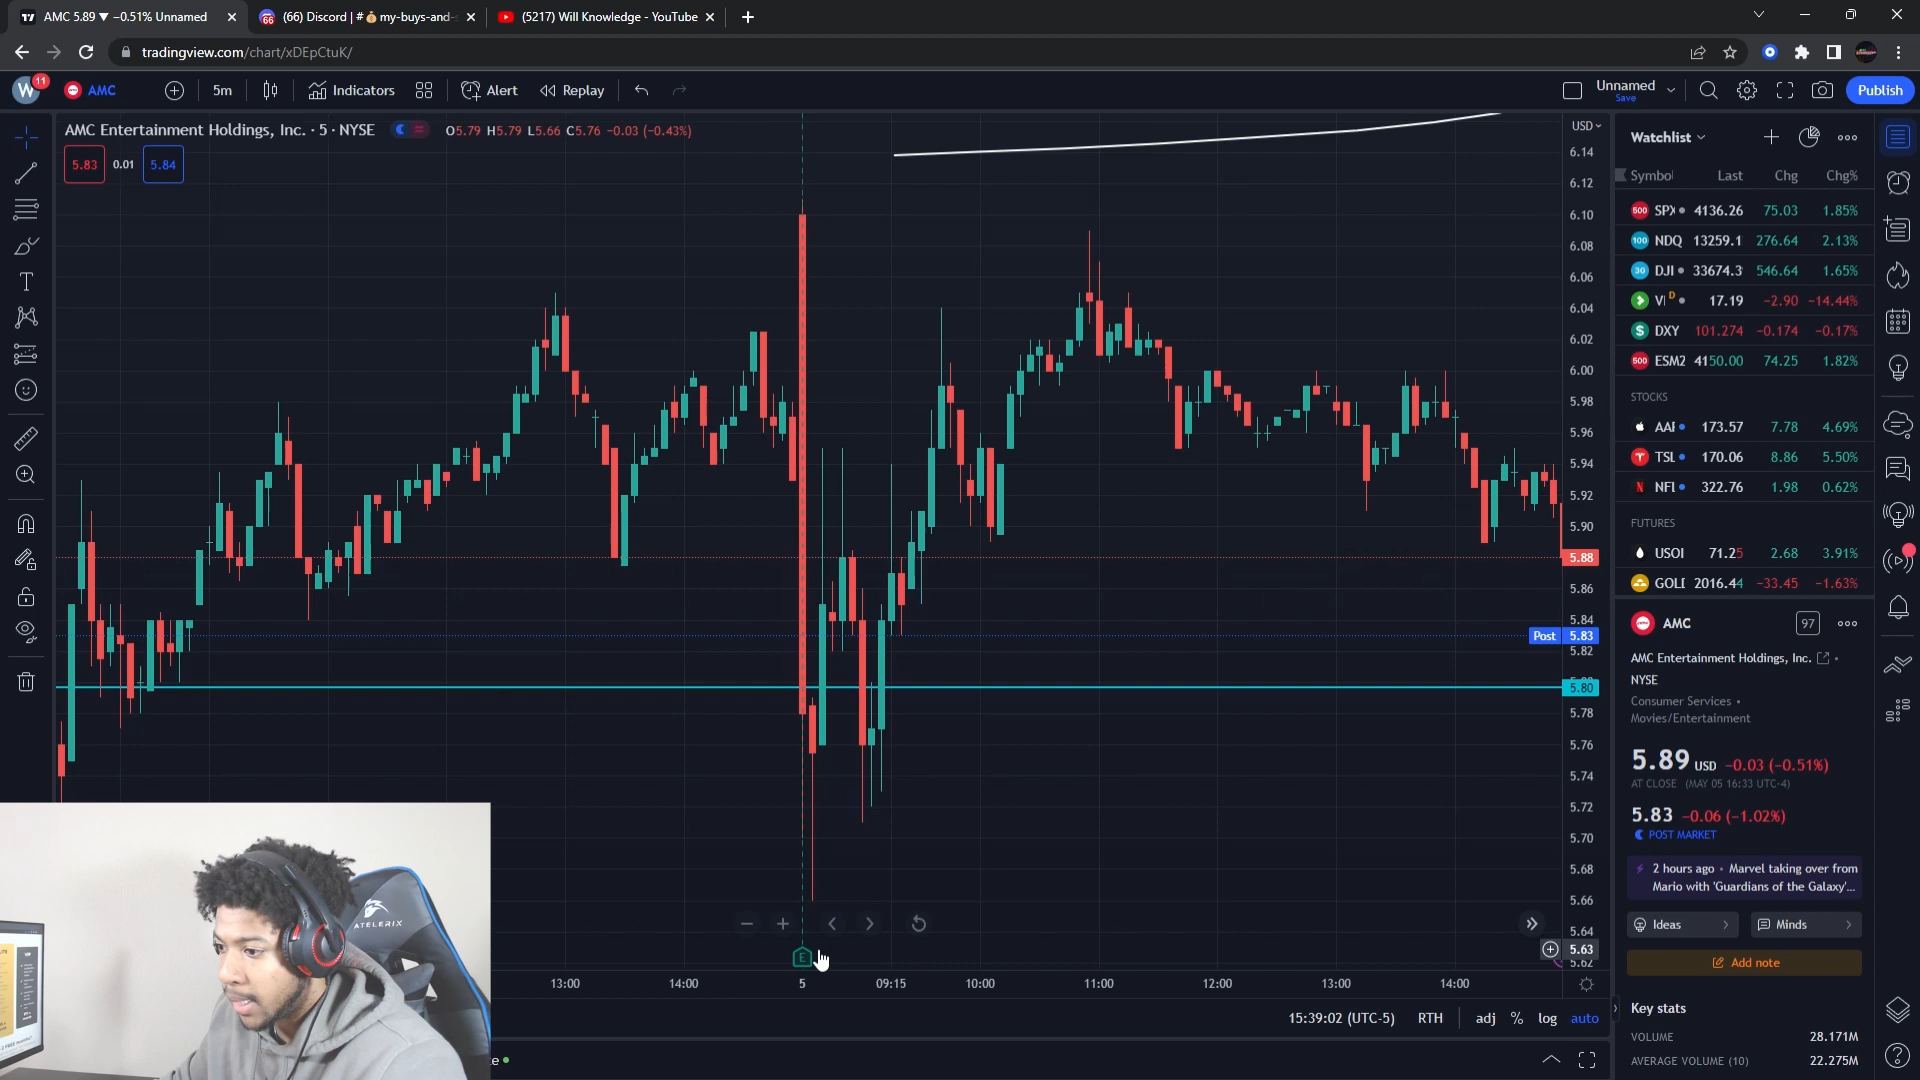 AMC 5.89 ▼ −0.51% Unnamed
(66) Discord | #💰my-buys-and-s
(5217) Will Knowledge - YouTube
tradingview.com/chart/xDEpCtuK/
W
11
AMC
5m
Indicators
Alert
Replay
Unnamed
Save
Publish
AMC Entertainment Holdings, Inc. · 5 · NYSE
O5.79 H5.79 L5.66 C5.76 −0.03 (−0.43%)
5.83
0.01
5.84
USD
6.14
6.12
6.10
6.08
6.06
6.04
6.02
6.00
5.98
5.96
5.94
5.92
5.90
5.88
5.86
5.84
Post 5.83
5.82
5.80
5.78
5.76
5.74
5.72
5.70
5.68
5.66
5.64
5.63
5.62
E
13:00
14:00
5
09:15
10:00
11:00
12:00
13:00
14:00
15:39:02 (UTC-5)
RTH
adj
%
log
auto
ATELERIX
Watchlist
Symbol Last Chg Chg%
500 SPX 4136.26 75.03 1.85%
100 NDQ 13259.1 276.64 2.13%
30 DJI 33674.3 546.64 1.65%
VI D 17.19 −2.90 −14.44%
$ DXY 101.274 −0.174 −0.17%
500 ESM2 4150.00 74.25 1.82%
STOCKS
AAF 173.57 7.78 4.69%
TSL 170.06 8.86 5.50%
N NFL 322.76 1.98 0.62%
FUTURES
USOI 71.25 2.68 3.91%
GOLD 2016.44 −33.45 −1.63%
AMC
97
AMC Entertainment Holdings, Inc.
NYSE
Consumer Services •
Movies/Entertainment
5.89 USD −0.03 (−0.51%)
AT CLOSE (MAY 05 16:33 UTC-4)
5.83 −0.06 (−1.02%)
POST MARKET
2 hours ago • Marvel taking over from
Mario with 'Guardians of the Galaxy'...
Ideas
Minds
Add note
Key stats
VOLUME 28.171M
AVERAGE VOLUME (10) 22.275M